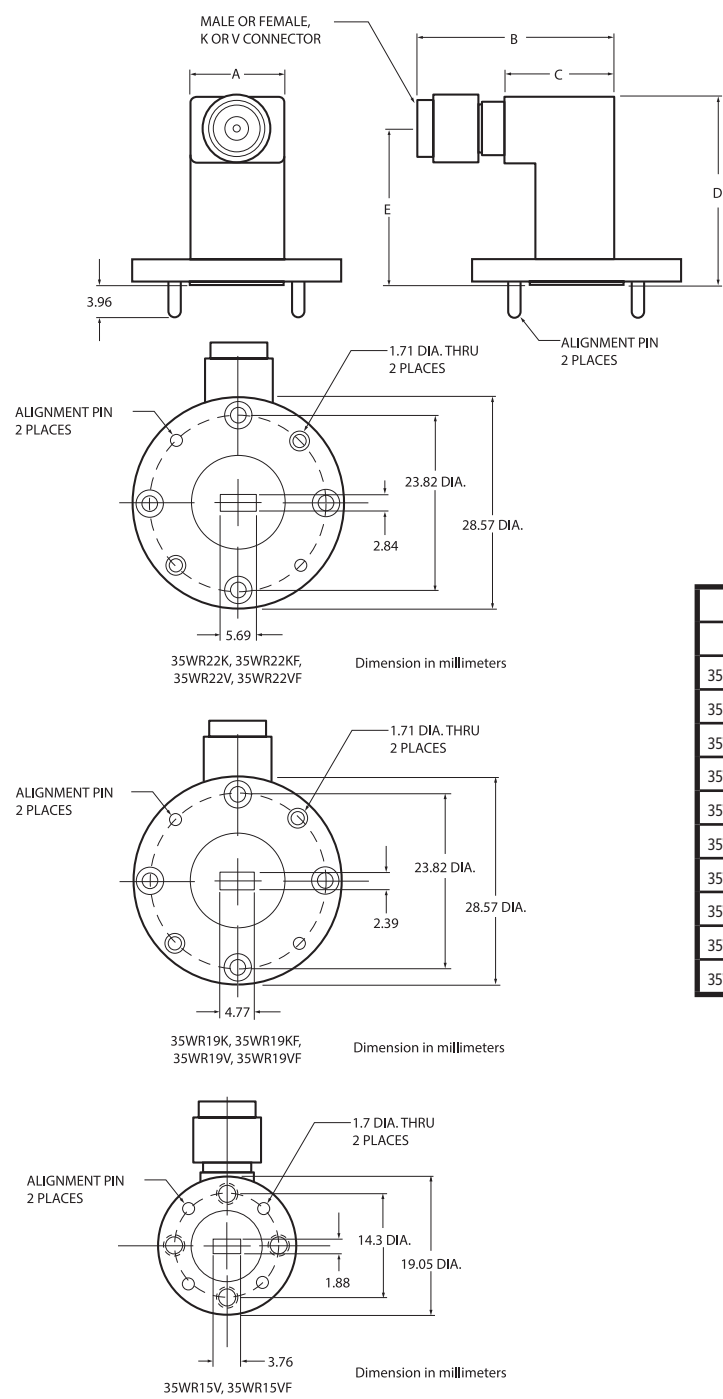 MALE OR FEMALE,
K OR V CONNECTOR
A
B
C
D
E
3.96
ALIGNMENT PIN
2 PLACES
1.71 DIA. THRU
2 PLACES
ALIGNMENT PIN
2 PLACES
23.82 DIA.
28.57 DIA.
2.84
5.69
35WR22K, 35WR22KF,
35WR22V, 35WR22VF
Dimension in millimeters
1.71 DIA. THRU
2 PLACES
ALIGNMENT PIN
2 PLACES
23.82 DIA.
28.57 DIA.
2.39
4.77
35WR19K, 35WR19KF,
35WR19V, 35WR19VF
Dimension in millimeters
1.7 DIA. THRU
2 PLACES
ALIGNMENT PIN
2 PLACES
14.3 DIA.
19.05 DIA.
1.88
3.76
35WR15V, 35WR15VF
Dimension in millimeters
35
35
35
35
35
35
35
35
35
35